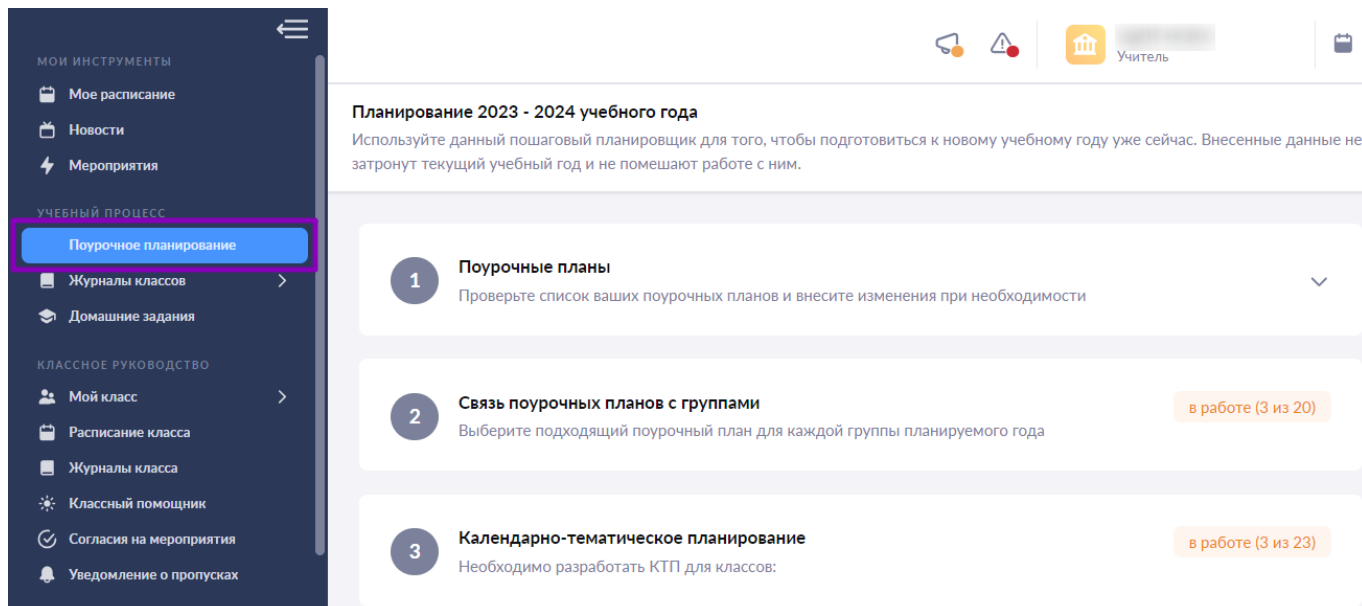 МОИ ИНСТРУМЕНТЫ
Мое расписание
Новости
Мероприятия
УЧЕБНЫЙ ПРОЦЕСС
Поурочное планирование
Журналы классов
Домашние задания
КЛАССНОЕ РУКОВОДСТВО
Мой класс
Расписание класса
Журналы класса
Классный помощник
Согласия на мероприятия
Уведомление о пропусках
Учитель
Планирование 2023 - 2024 учебного года
Используйте данный пошаговый планировщик для того, чтобы подготовиться к новому учебному году уже сейчас. Внесенные данные не
затронут текущий учебный год и не помешают работе с ним.
1
Поурочные планы
Проверьте список ваших поурочных планов и внесите изменения при необходимости
2
Связь поурочных планов с группами
Выберите подходящий поурочный план для каждой группы планируемого года
в работе (3 из 20)
3
Календарно-тематическое планирование
Необходимо разработать КТП для классов:
в работе (3 из 23)